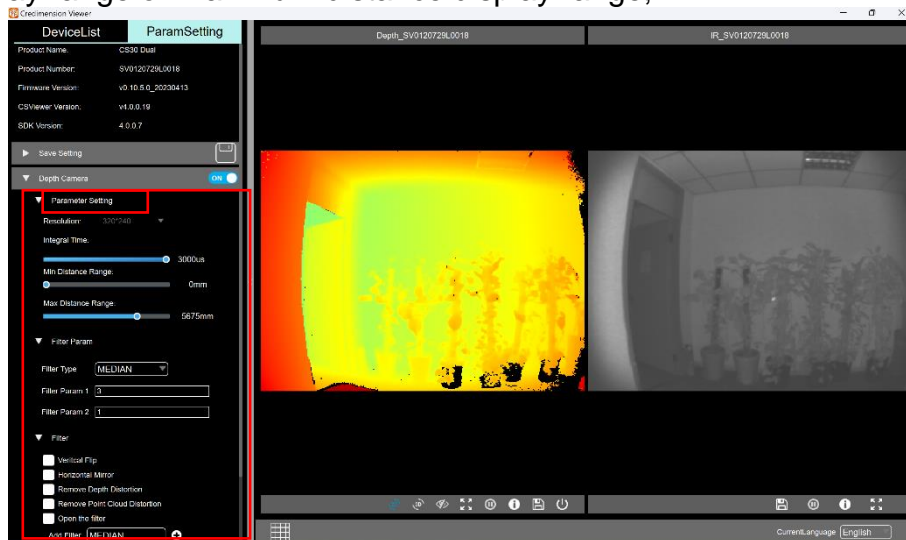 Credimension Viewer
DeviceList ParamSetting
Product Name: CS30 Dual
Product Number: SV0120729L0018
Firmware Version: v0.10.5.0_20230413
CSViewer Version: v4.0.0.19
SDK Version: 4.0.0.7
Save Setting
Depth Camera ON
Parameter Setting
Resolution: 320*240
Integral Time:
3000us
Min Distance Range:
0mm
Max Distance Range:
5675mm
Filter Param
Filter Type MEDIAN
Filter Param 1 3
Filter Param 2 1
Filter
Veritcal Flip
Horizontal Mirror
Remove Depth Distortion
Remove Point Cloud Distortion
Open the filter
Add Filter MEDIAN
Depth_SV0120729L0018 IR_SV0120729L0018
CurrentLanguage English